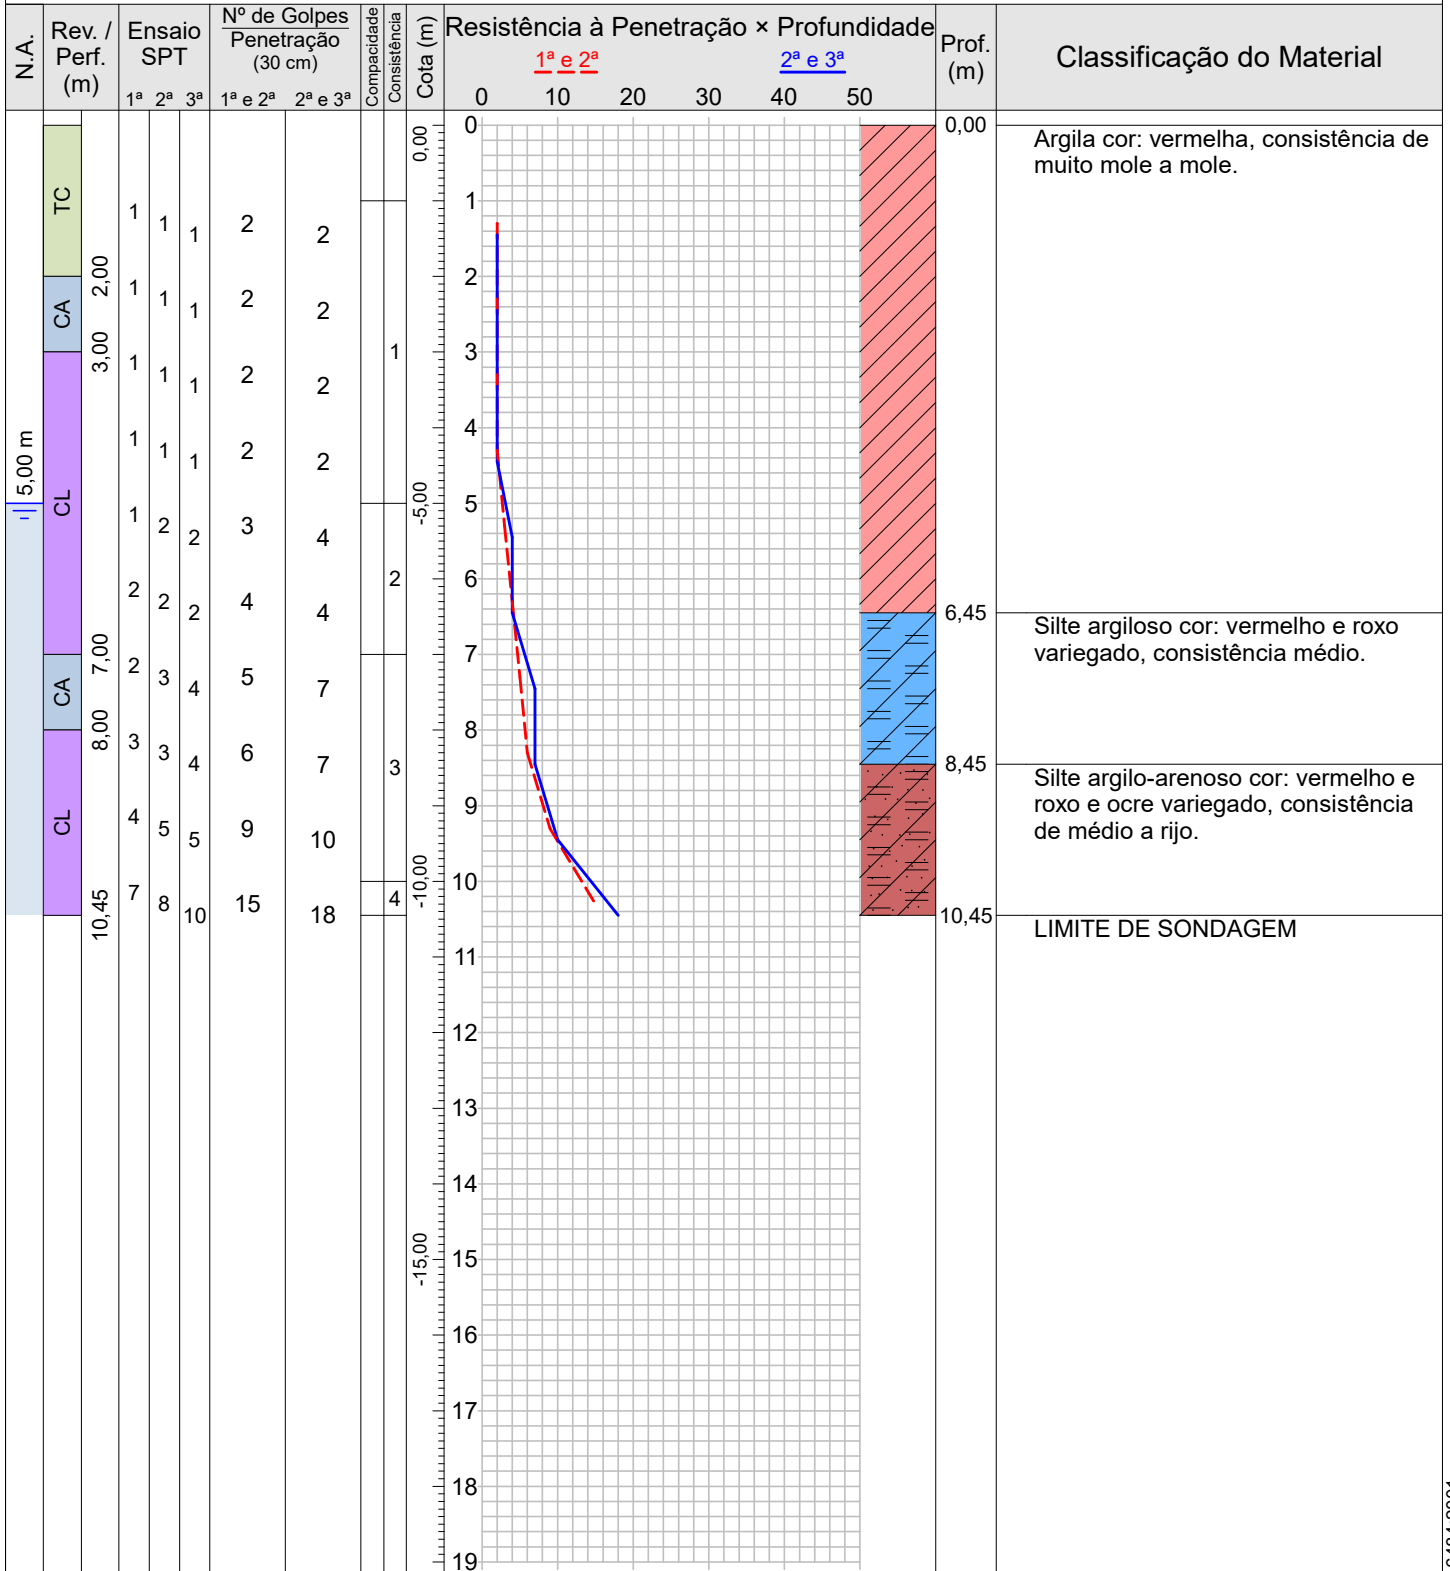 N.A.
Rev. /
Perf.
(m)
Ensaio
SPT
1ª 2ª 3ª
Nº de Golpes
Penetração
(30 cm)
1ª e 2ª 2ª e 3ª
Compacidade
Consistência
Cota (m)
Resistência à Penetração × Profundidade
1ª e 2ª 2ª e 3ª
0 10 20 30 40 50
Prof.
(m)
Classificação do Material
5,00 m
TC
2,00
CA
3,00
CL
7,00
CA
8,00
CL
10,45
1 1 1 2 2
1 1 1 2 2
1 1 1 2 2
1 1 1 2 2
1 2 2 3 4
2 2 2 4 4
2 3 4 5 7
3 3 4 6 7
4 5 5 9 10
7 8 10 15 18
1
2
3
4
0,00
-5,00
-10,00
-15,00
0
1
2
3
4
5
6
7
8
9
10
11
12
13
14
15
16
17
18
19
0,00
Argila cor: vermelha, consistência de
muito mole a mole.
6,45
Silte argiloso cor: vermelho e roxo
variegado, consistência médio.
8,45
Silte argilo-arenoso cor: vermelho e
roxo e ocre variegado, consistência
de médio a rijo.
10,45
LIMITE DE SONDAGEM